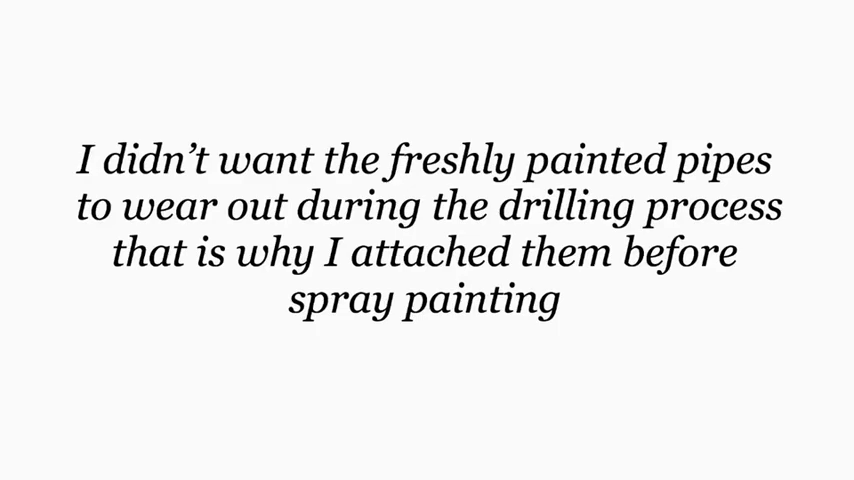 I didn’t want the freshly painted pipes
to wear out during the drilling process
that is why I attached them before
spray painting